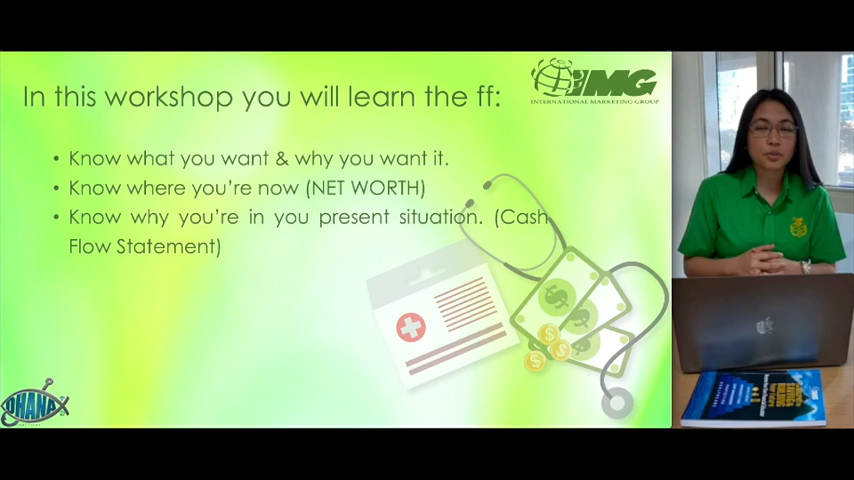 In this workshop you will learn the ff:
IMG
INTERNATIONAL MARKETING GROUP
• Know what you want & why you want it.
• Know where you're now (NET WORTH)
• Know why you're in you present situation. (Cash
Flow Statement)
OHANA